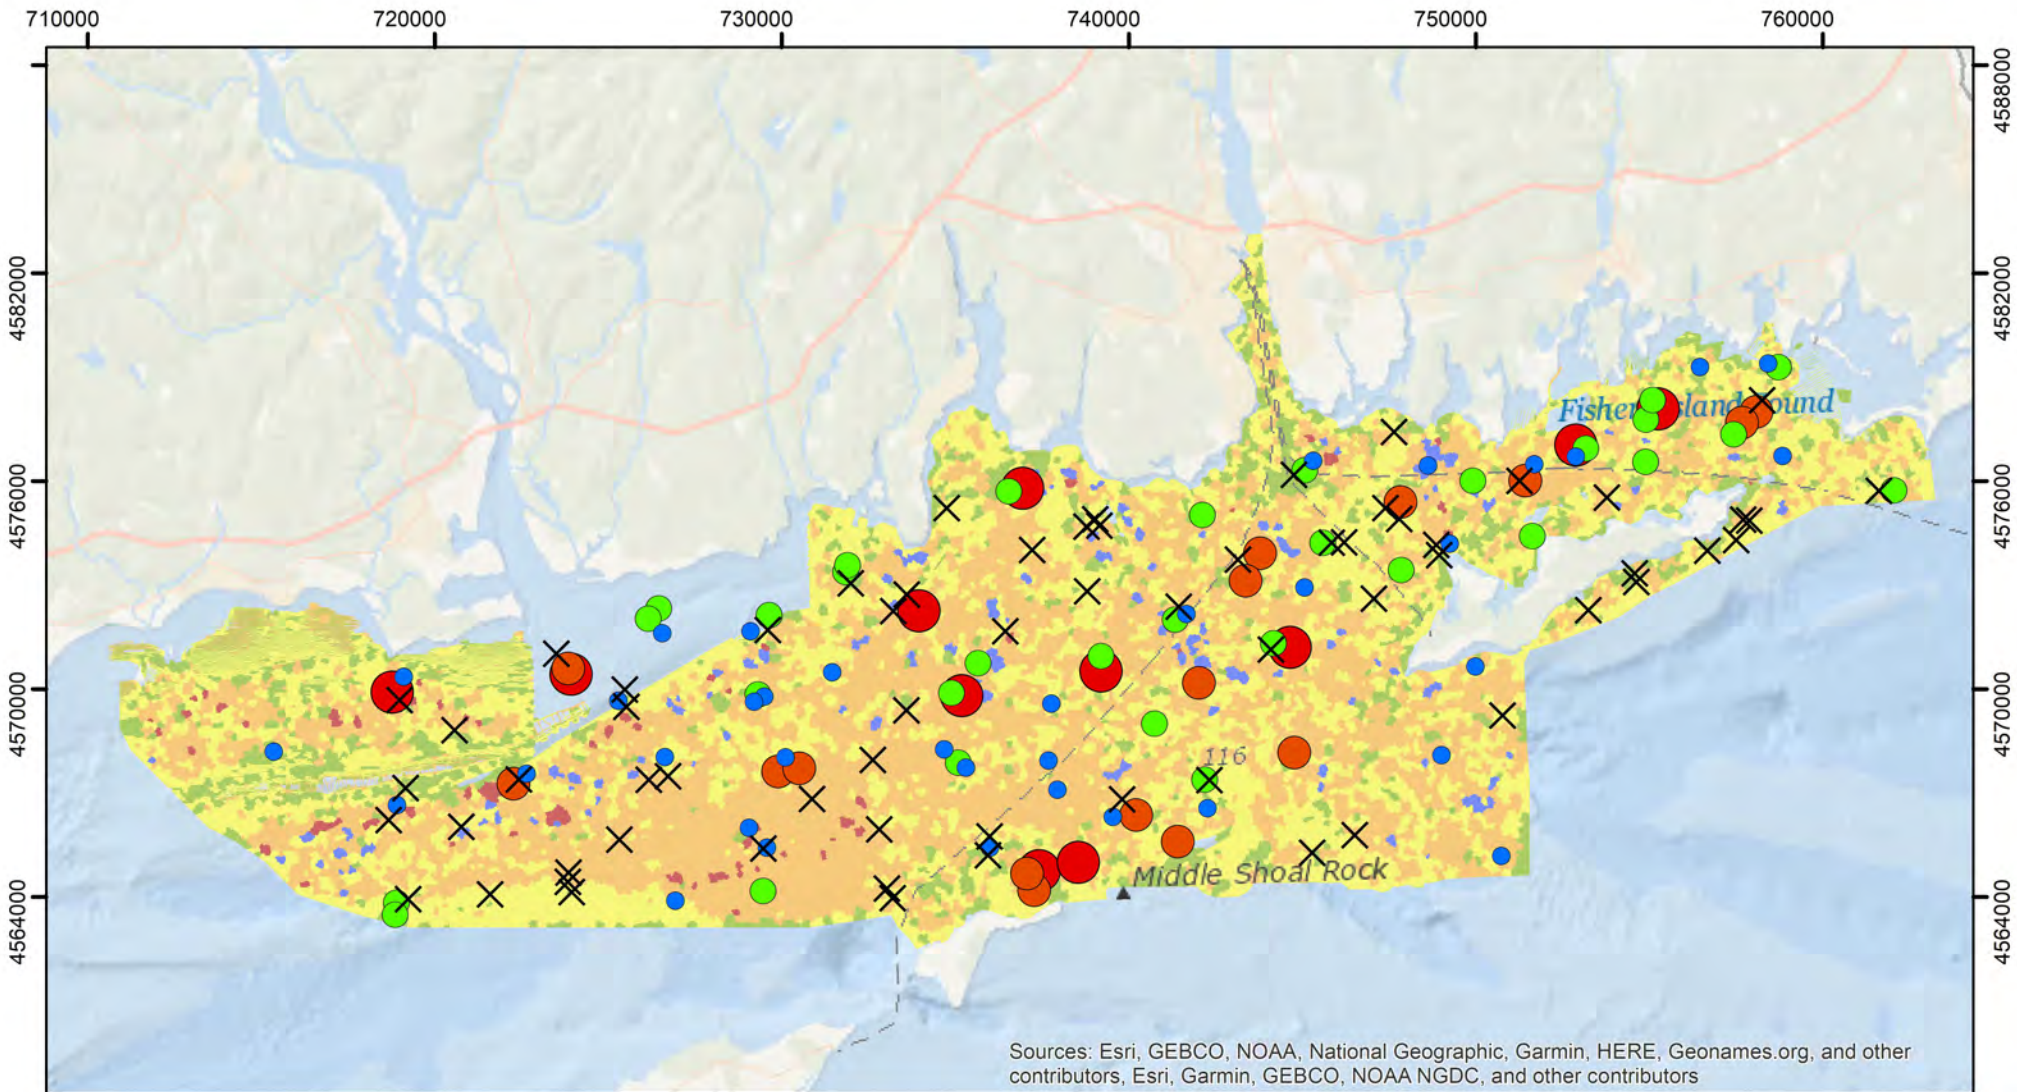 710000 720000 730000 740000 750000 760000
4588000
4582000 4582000
Fishers Island Sound
4576000 4576000
4570000 4570000
116
Middle Shoal Rock
4564000 4564000
Sources: Esri, GEBCO, NOAA, National Geographic, Garmin, HERE, Geonames.org, and other
contributors, Esri, Garmin, GEBCO, NOAA NGDC, and other contributors